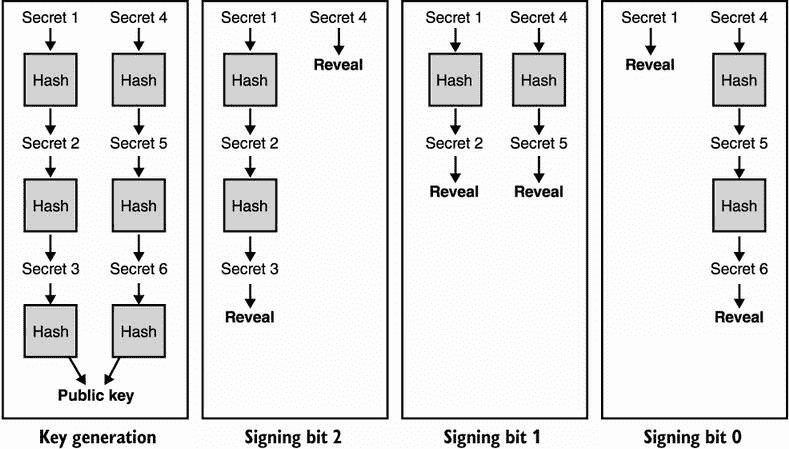 Secret 1 Secret 4
Hash Hash
Secret 2 Secret 5
Hash Hash
Secret 3 Secret 6
Hash Hash
Public key
Key generation
Secret 1 Secret 4
Reveal
Hash
Secret 2
Hash
Secret 3
Reveal
Signing bit 2
Secret 1 Secret 4
Hash Hash
Secret 2 Secret 5
Reveal Reveal
Signing bit 1
Secret 1 Secret 4
Reveal
Hash
Secret 5
Hash
Secret 6
Reveal
Signing bit 0